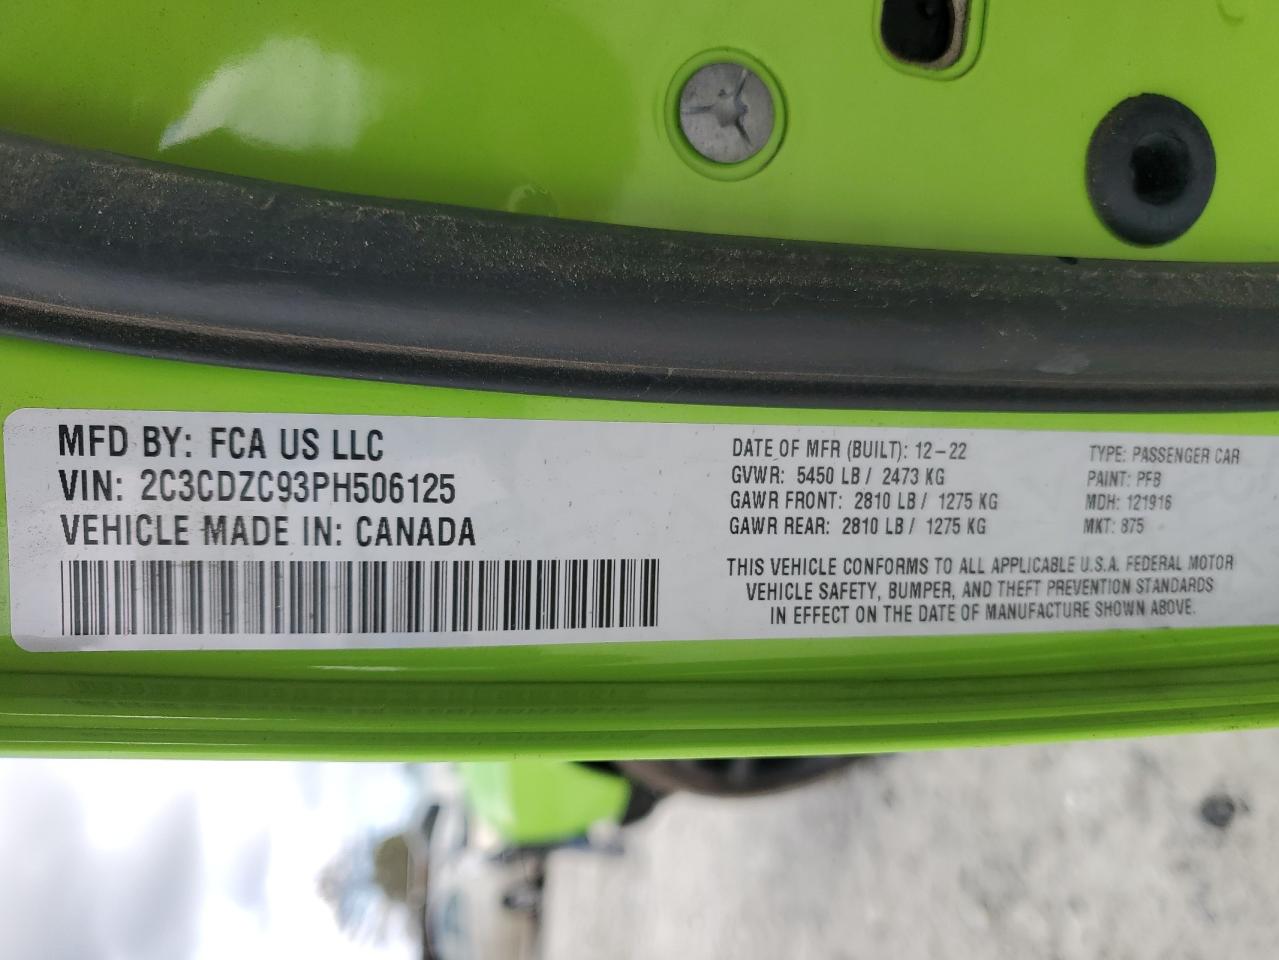 MFD BY: FCA US LLC
VIN: 2C3CDZC93PH506125
VEHICLE MADE IN: CANADA
DATE OF MFR (BUILT): 12-22
GVWR: 5450 LB / 2473 KG
GAWR FRONT: 2810 LB / 1275 KG
GAWR REAR: 2810 LB / 1275 KG
TYPE: PASSENGER CAR
PAINT: PFB
MDH: 121916
MKT: 875
THIS VEHICLE CONFORMS TO ALL APPLICABLE U.S.A. FEDERAL MOTOR
VEHICLE SAFETY, BUMPER, AND THEFT PREVENTION STANDARDS
IN EFFECT ON THE DATE OF MANUFACTURE SHOWN ABOVE.